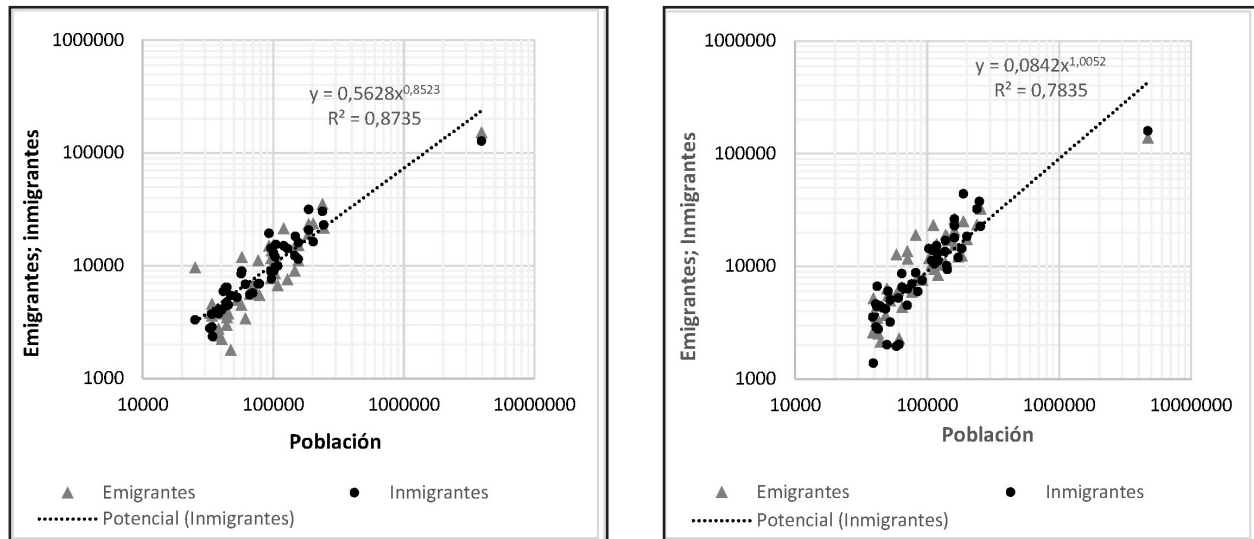 1000000
y = 0,5628x^0,8523
R² = 0,8735
100000
10000
1000
10000 100000 1000000 10000000
Emigrantes; inmigrantes
Población
Emigrantes Inmigrantes
Potencial (Inmigrantes)
1000000
y = 0,0842x^1,0052
R² = 0,7835
100000
10000
1000
10000 100000 1000000 10000000
Emigrantes; Inmigrantes
Población
Emigrantes Inmigrantes
Potencial (Inmigrantes)